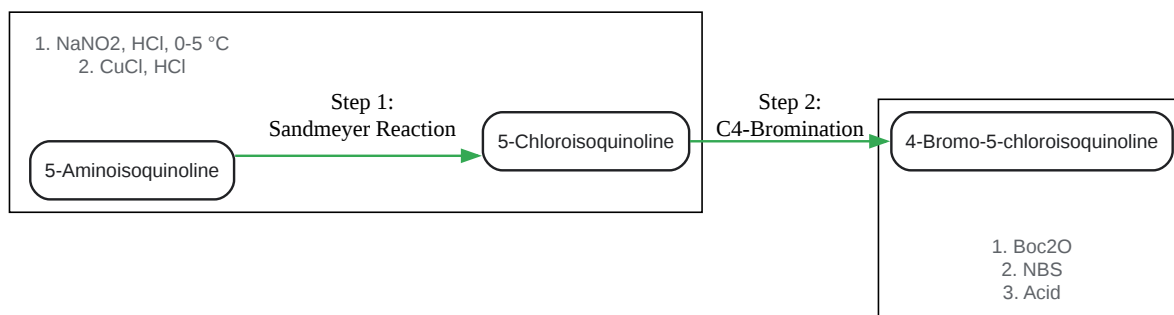 1. NaNO2, HCl, 0-5 °C
2. CuCl, HCl
Step 1:
Sandmeyer Reaction
5-Aminoisoquinoline
5-Chloroisoquinoline
Step 2:
C4-Bromination
4-Bromo-5-chloroisoquinoline
1. Boc2O
2. NBS
3. Acid